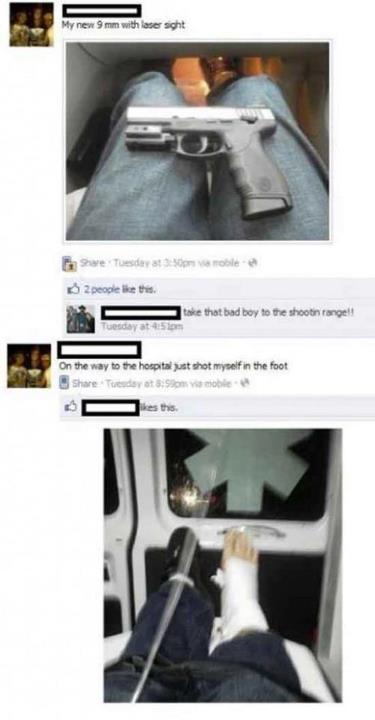 My new 9 mm with laser sight
Share · Tuesday at 3:50pm via mobile ·
2 people like this.
take that bad boy to the shootin range!!
Tuesday at 4:51pm
On the way to the hospital just shot myself in the foot
Share · Tuesday at 8:59pm via mobile ·
likes this.